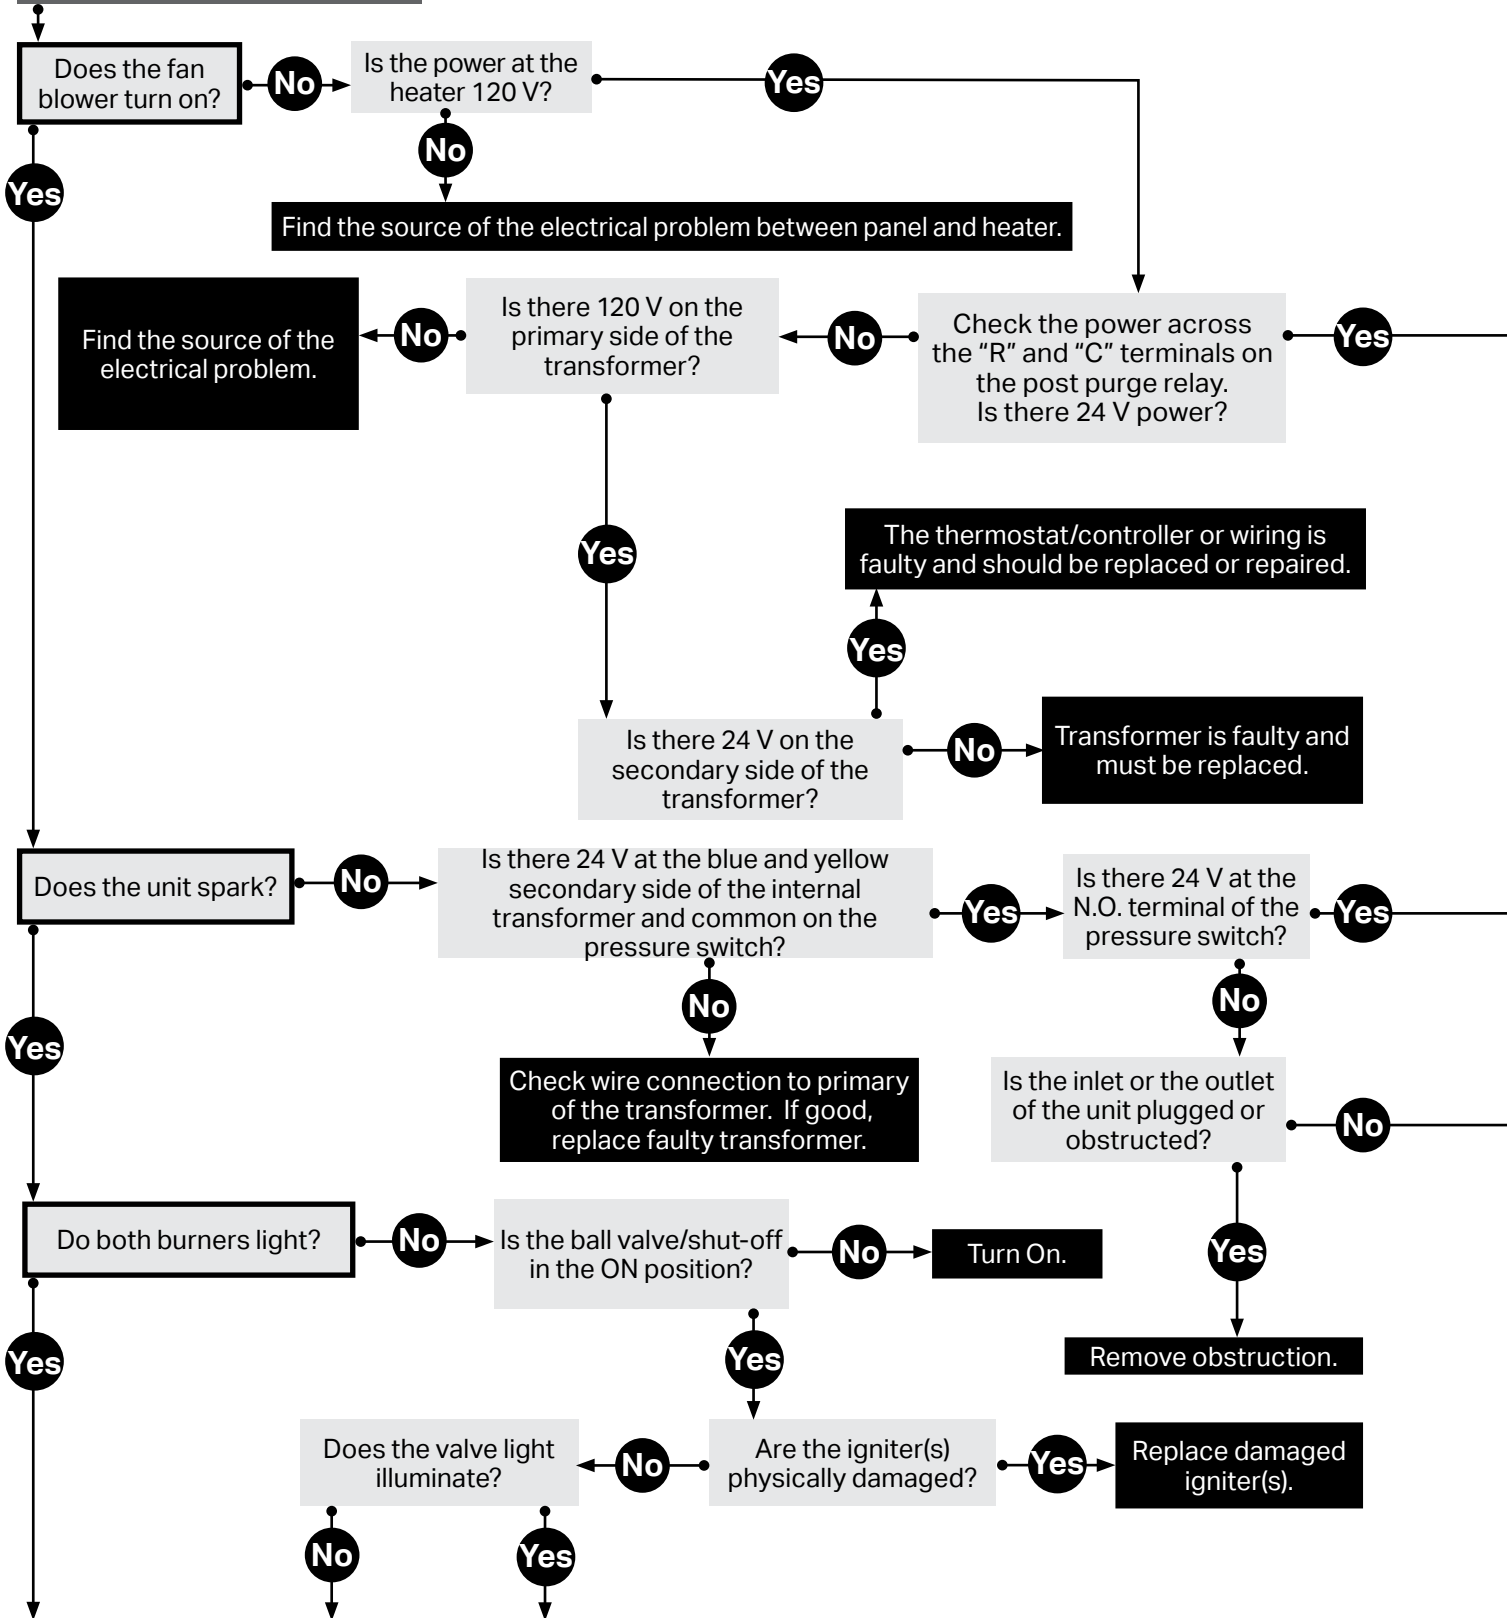 Does the fan
blower turn on?
No
Is the power at the
heater 120 V?
Yes
No
Yes
Find the source of the electrical problem between panel and heater.
Find the source of the
electrical problem.
No
Is there 120 V on the
primary side of the
transformer?
No
Check the power across
the “R” and “C” terminals on
the post purge relay.
Is there 24 V power?
Yes
Yes
The thermostat/controller or wiring is
faulty and should be replaced or repaired.
Yes
Is there 24 V on the
secondary side of the
transformer?
No
Transformer is faulty and
must be replaced.
Does the unit spark?
No
Is there 24 V at the blue and yellow
secondary side of the internal
transformer and common on the
pressure switch?
Yes
Is there 24 V at the
N.O. terminal of the
pressure switch?
Yes
No
No
Yes
Check wire connection to primary
of the transformer.  If good,
replace faulty transformer.
Is the inlet or the outlet
of the unit plugged or
obstructed?
No
Do both burners light?
No
Is the ball valve/shut-off
in the ON position?
No
Turn On.
Yes
Yes
Yes
Remove obstruction.
Does the valve light
illuminate?
No
Are the igniter(s)
physically damaged?
Yes
Replace damaged
igniter(s).
No
Yes